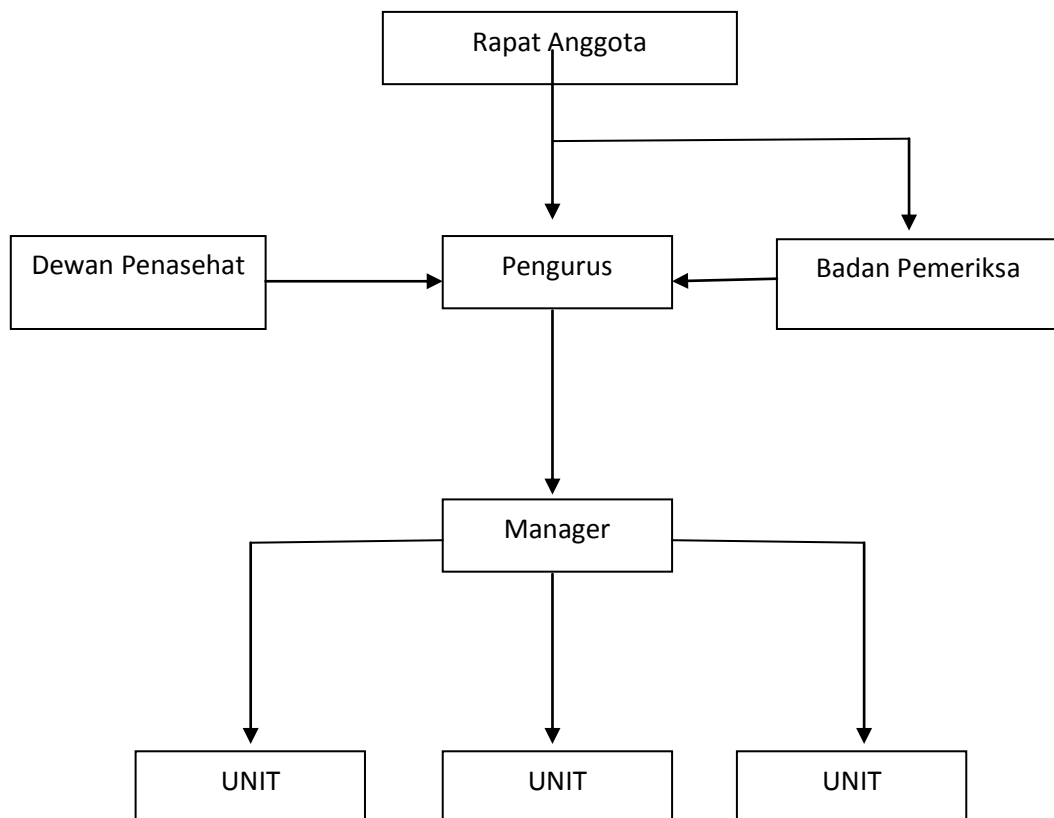 Rapat Anggota
Dewan Penasehat
Pengurus
Badan Pemeriksa
Manager
UNIT
UNIT
UNIT